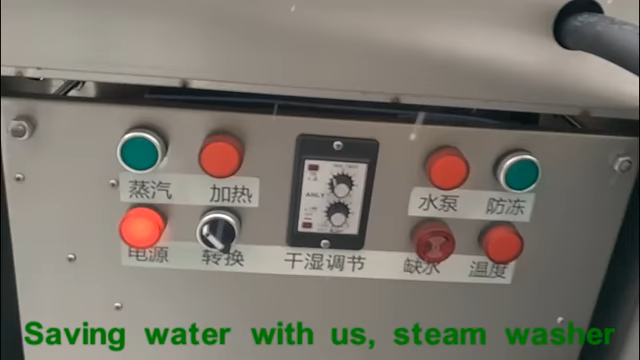 ANLY
蒸汽 加热 水泵 防冻
电源 转换 干湿调节 缺水 温度
Saving water with us, steam washer